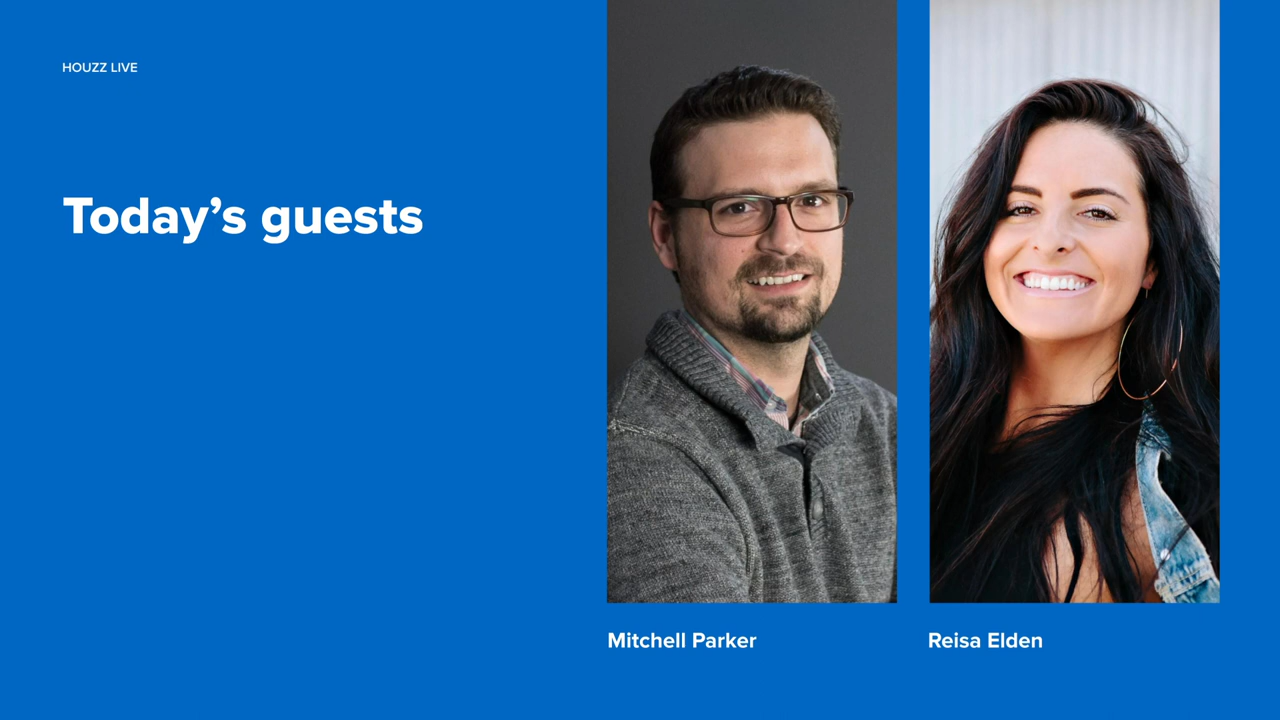 HOUZZ LIVE
Today’s guests
Mitchell Parker
Reisa Elden